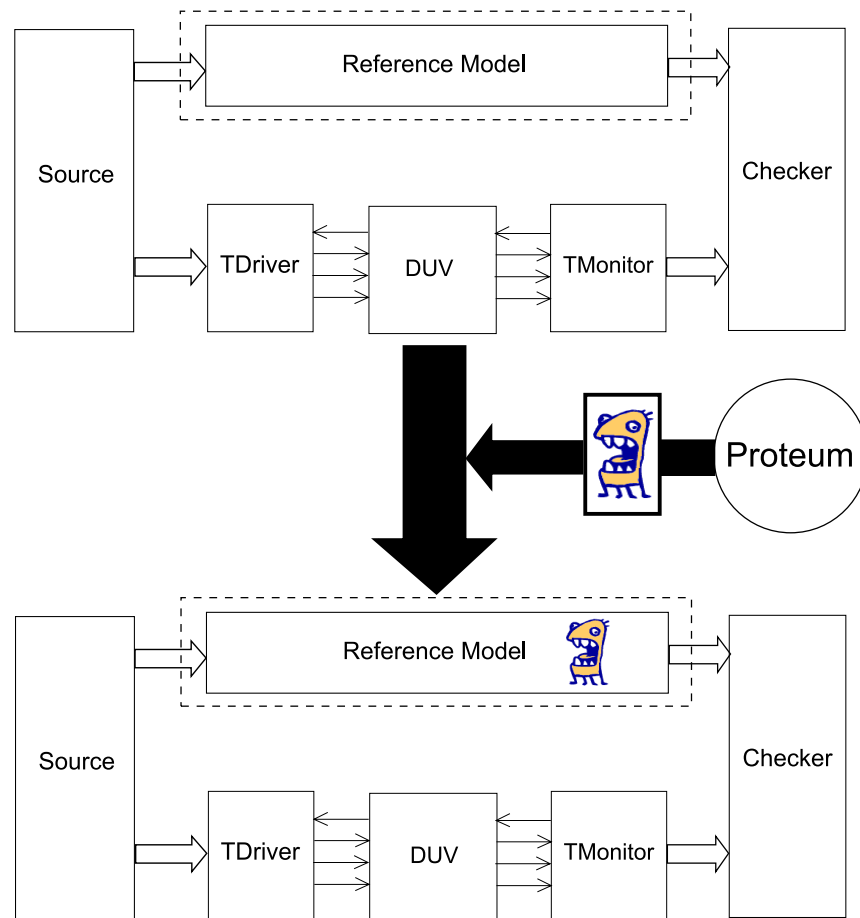 Reference Model
Source
Checker
TDriver
DUV
TMonitor
Proteum
Reference Model
Source
Checker
TDriver
DUV
TMonitor